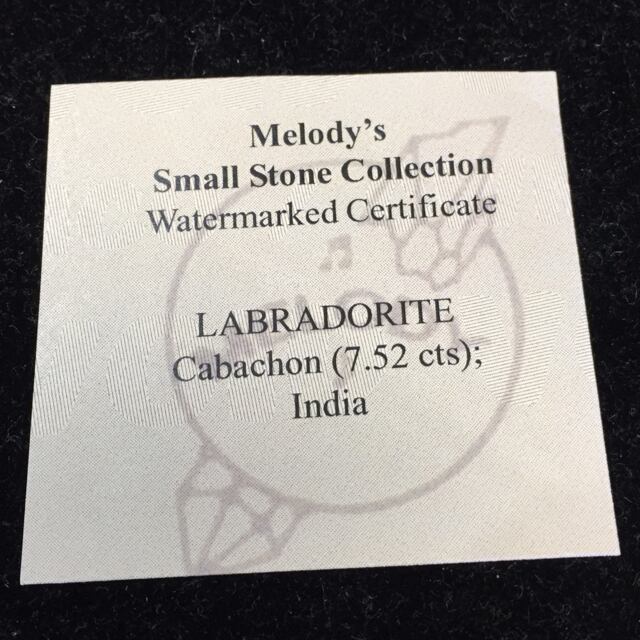 Melody's
Small Stone Collection
Watermarked Certificate
LABRADORITE
Cabachon (7.52 cts);
India